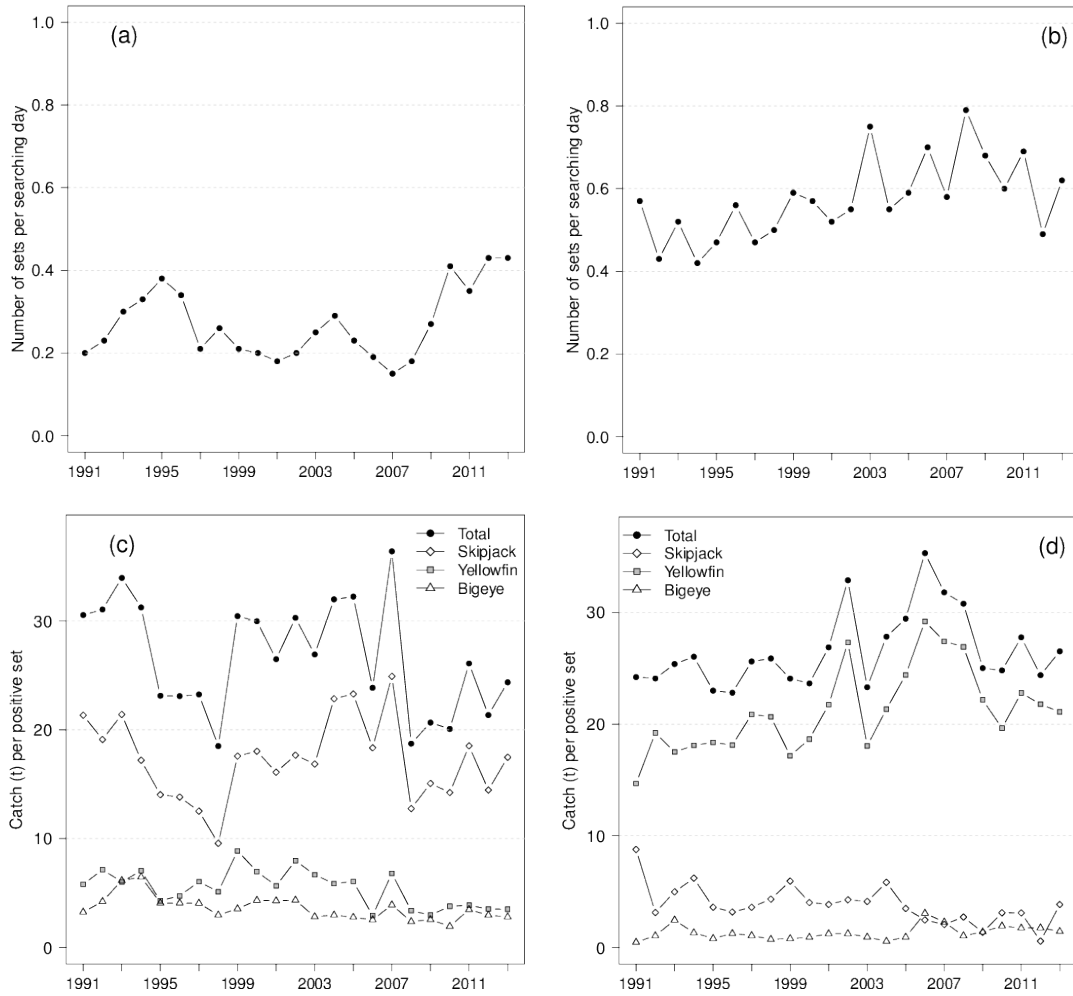 (a)
Number of sets per searching day
1.0
0.8
0.6
0.4
0.2
0.0
1991 1995 1999 2003 2007 2011
(b)
Number of sets per searching day
1.0
0.8
0.6
0.4
0.2
0.0
1991 1995 1999 2003 2007 2011
(c)
Total
Skipjack
Yellowfin
Bigeye
Catch (t) per positive set
30
20
10
0
1991 1995 1999 2003 2007 2011
Total
Skipjack
Yellowfin
Bigeye
(d)
Catch (t) per positive set
30
20
10
0
1991 1995 1999 2003 2007 2011